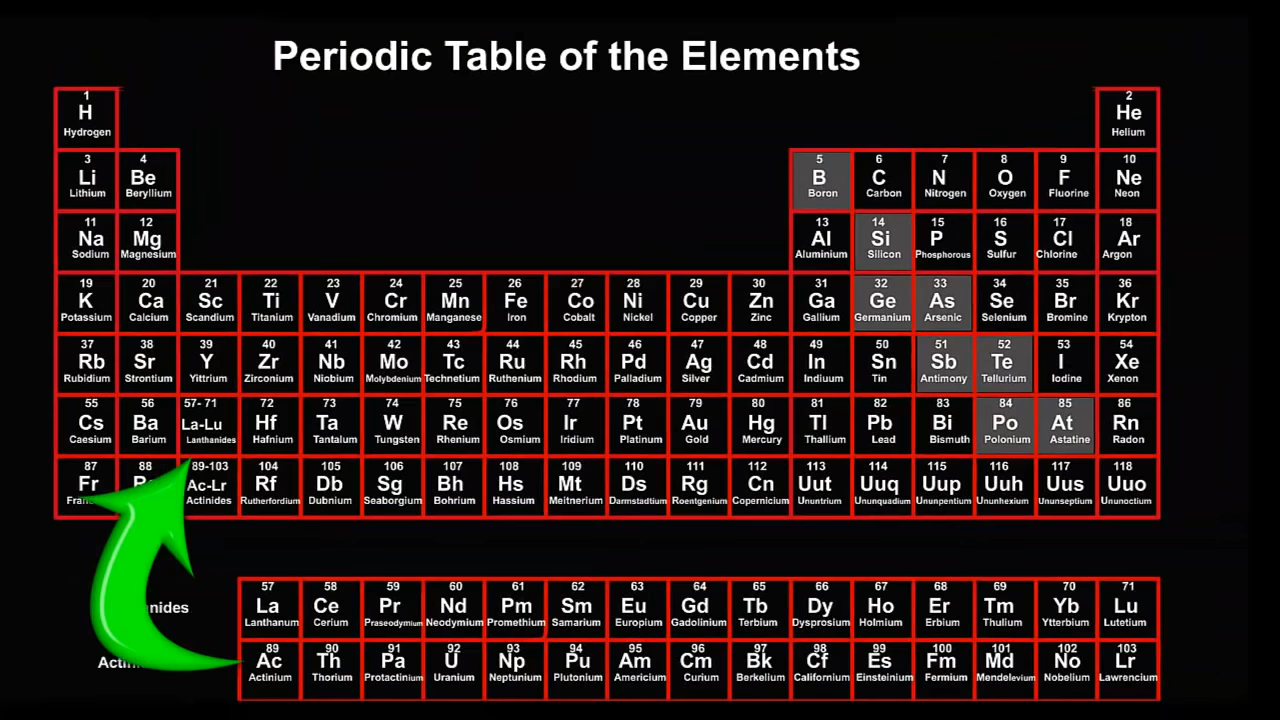 Periodic Table of the Elements
1 2
H He
Hydrogen Helium
3 4 5 6 7 8 9 10
Li Be B C N O F Ne
Lithium Beryllium Boron Carbon Nitrogen Oxygen Fluorine Neon
11 12 13 14 15 16 17 18
Na Mg Al Si P S Cl Ar
Sodium Magnesium Aluminium Silicon Phosphorous Sulfur Chlorine Argon
19 20 21 22 23 24 25 26 27 28 29 30 31 32 33 34 35 36
K Ca Sc Ti V Cr Mn Fe Co Ni Cu Zn Ga Ge As Se Br Kr
Potassium Calcium Scandium Titanium Vanadium Chromium Manganese Iron Cobalt Nickel Copper Zinc Gallium Germanium Arsenic Selenium Bromine Krypton
37 38 39 40 41 42 43 44 45 46 47 48 49 50 51 52 53 54
Rb Sr Y Zr Nb Mo Tc Ru Rh Pd Ag Cd In Sn Sb Te I Xe
Rubidium Strontium Yittrium Zirconium Niobium Molybdenium Technetium Ruthenium Rhodium Palladium Silver Cadmium Indiuum Tin Antimony Tellurium Iodine Xenon
55 56 57- 71 72 73 74 75 76 77 78 79 80 81 82 83 84 85 86
Cs Ba La-Lu Hf Ta W Re Os Ir Pt Au Hg Tl Pb Bi Po At Rn
Caesium Barium Lanthanides Hafnium Tantalum Tungsten Rhenium Osmium Iridium Platinum Gold Mercury Thallium Lead Bismuth Polonium Astatine Radon
87 88 89-103 104 105 106 107 108 109 110 111 112 113 114 115 116 117 118
Fr Ac-Lr Rf Db Sg Bh Hs Mt Ds Rg Cn Uut Uuq Uup Uuh Uus Uuo
Actinides Rutherfordium Dubnium Seaborgium Bohrium Hassium Meitnerium Darmstadtium Roentgenium Copernicium Ununtrium Ununquadium Ununpentium Ununhexium Ununseptium Ununoctium
57 58 59 60 61 62 63 64 65 66 67 68 69 70 71
La Ce Pr Nd Pm Sm Eu Gd Tb Dy Ho Er Tm Yb Lu
Lanthanum Cerium Praseodymium Neodymium Promethium Samarium Europium Gadolinium Terbium Dysprosium Holmium Erbium Thulium Ytterbium Lutetium
89 90 91 92 93 94 95 96 97 98 99 100 101 102 103
Ac Th Pa U Np Pu Am Cm Bk Cf Es Fm Md No Lr
Actinium Thorium Protactinium Uranium Neptunium Plutonium Americium Curium Berkelium Californium Einsteinium Fermium Mendelevium Nobelium Lawrencium